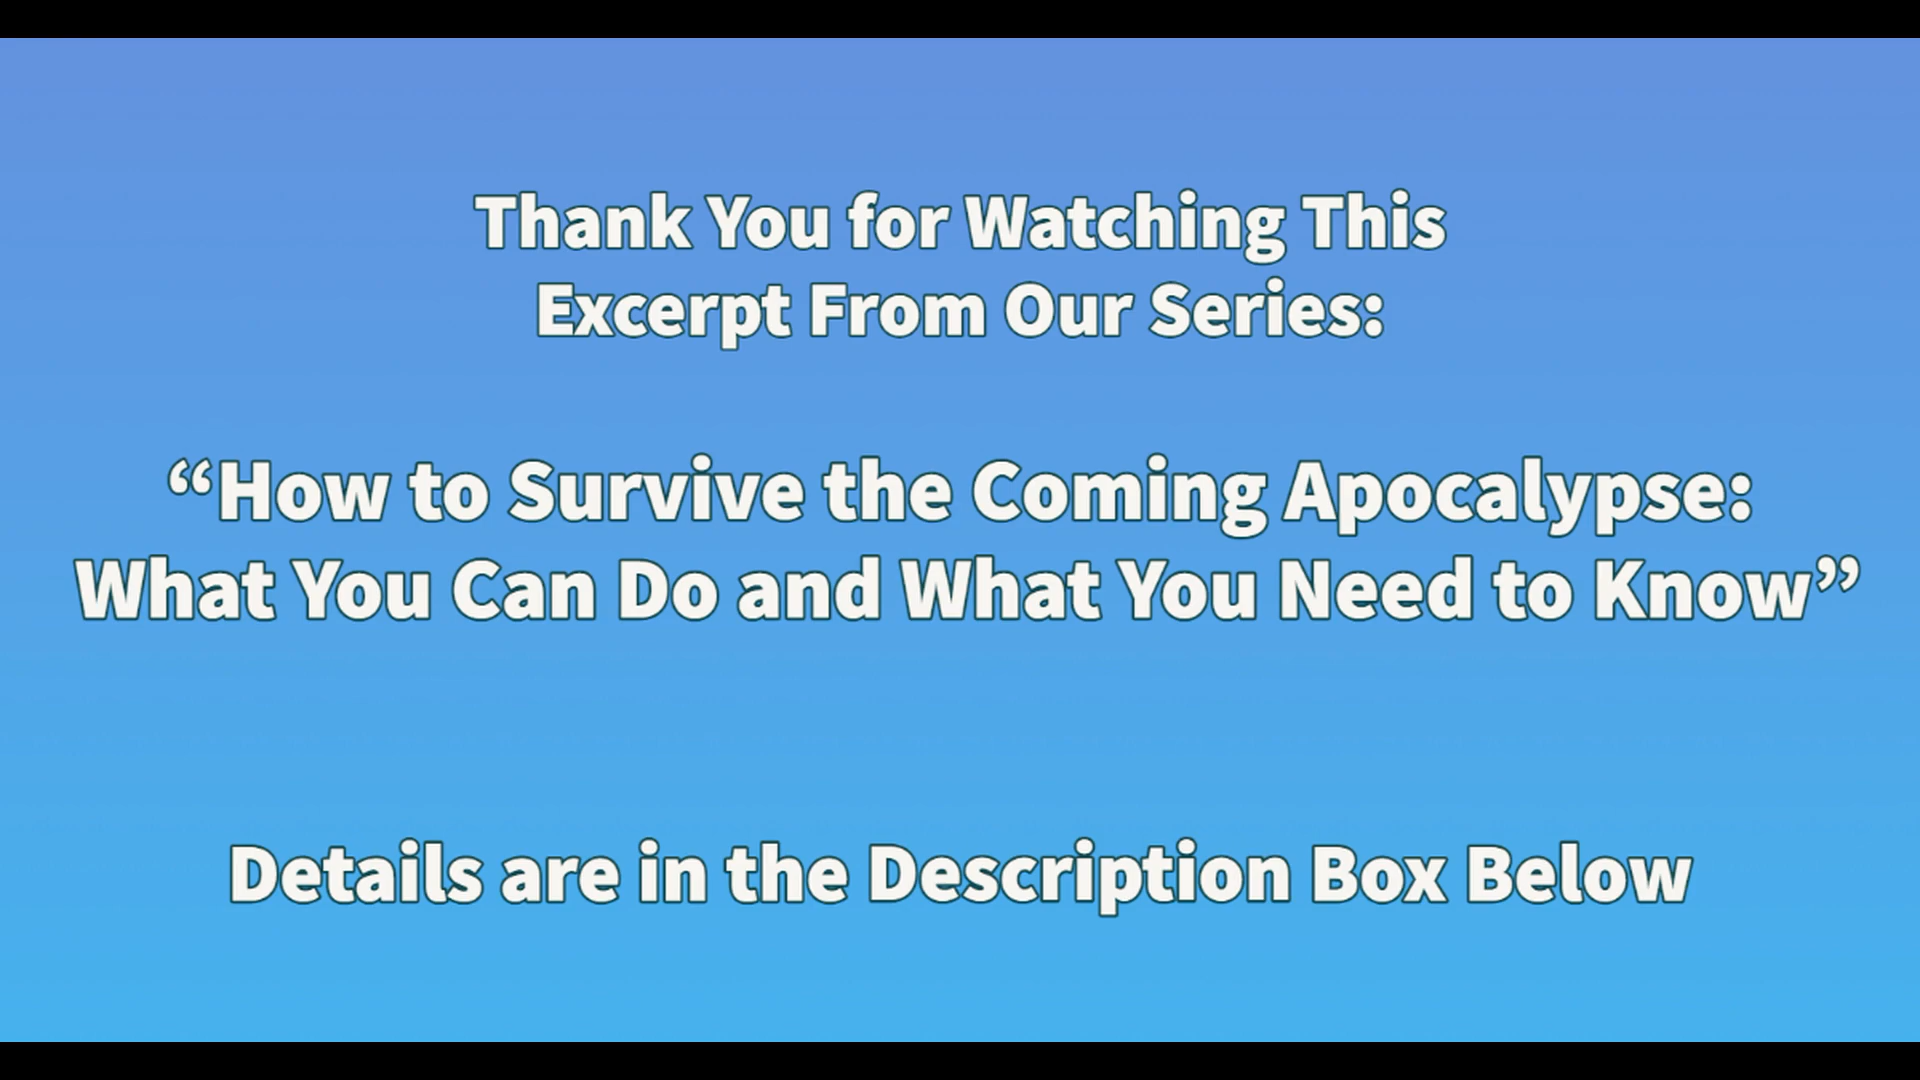 Thank You for Watching This
Excerpt From Our Series:
“How to Survive the Coming Apocalypse:
What You Can Do and What You Need to Know”
Details are in the Description Box Below